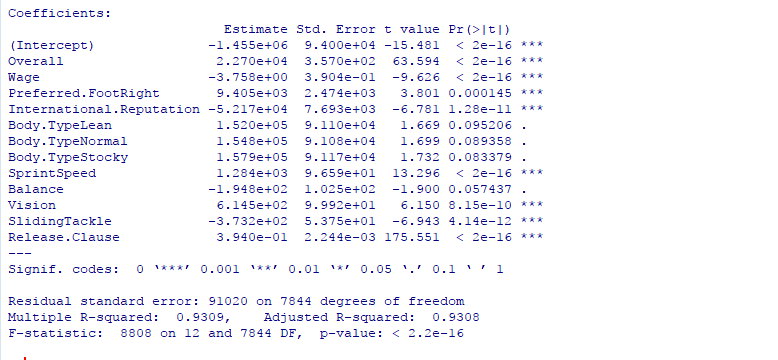 Coefficients:
                           Estimate Std. Error t value Pr(>|t|)
(Intercept)              -1.455e+06  9.400e+04 -15.481  < 2e-16 ***
Overall                   2.270e+04  3.570e+02  63.594  < 2e-16 ***
Wage                     -3.758e+00  3.904e-01  -9.626  < 2e-16 ***
Preferred.FootRight       9.405e+03  2.474e+03   3.801 0.000145 ***
International.Reputation -5.217e+04  7.693e+03  -6.781 1.28e-11 ***
Body.TypeLean             1.520e+05  9.110e+04   1.669 0.095206 .
Body.TypeNormal           1.548e+05  9.108e+04   1.699 0.089358 .
Body.TypeStocky           1.579e+05  9.117e+04   1.732 0.083379 .
SprintSpeed               1.284e+03  9.659e+01  13.296  < 2e-16 ***
Balance                  -1.948e+02  1.025e+02  -1.900 0.057437 .
Vision                    6.145e+02  9.992e+01   6.150 8.15e-10 ***
SlidingTackle            -3.732e+02  5.375e+01  -6.943 4.14e-12 ***
Release.Clause            3.940e-01  2.244e-03 175.551  < 2e-16 ***
---
Signif. codes:  0 ‘***’ 0.001 ‘**’ 0.01 ‘*’ 0.05 ‘.’ 0.1 ‘ ’ 1
Residual standard error: 91020 on 7844 degrees of freedom
Multiple R-squared:  0.9309,    Adjusted R-squared:  0.9308
F-statistic:  8808 on 12 and 7844 DF,  p-value: < 2.2e-16